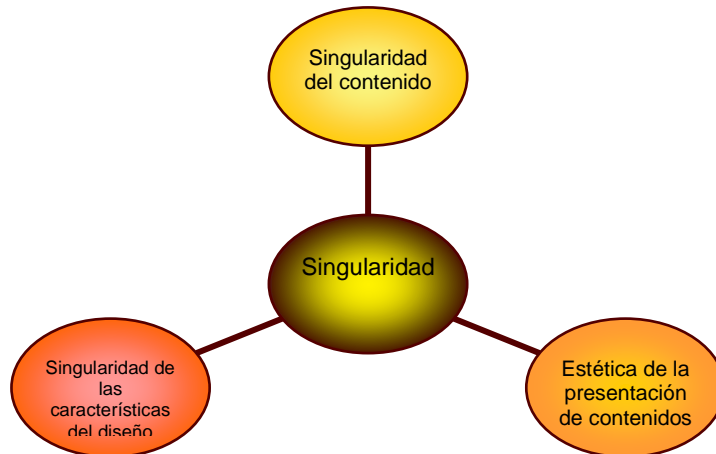 Singularidad
del contenido
Singularidad
Singularidad de
las
características
del diseño
Estética de la
presentación
de contenidos